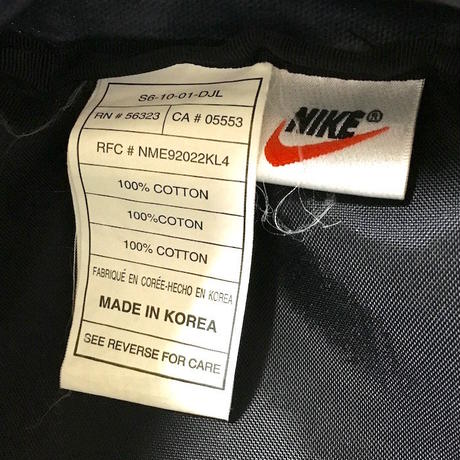 S6-10-01-DJL
RN # 56323 CA # 05553
RFC # NME92022KL4
100% COTTON
100%COTON
100% COTTON
FABRIQUÉ EN CORÉE-HECHO EN KOREA
MADE IN KOREA
SEE REVERSE FOR CARE
NIKE®